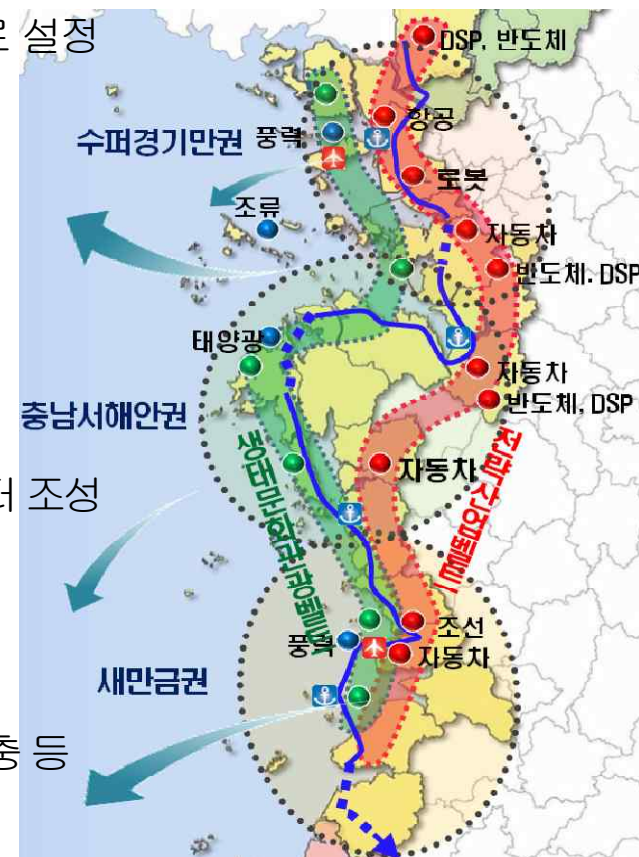 로 설정
DSP, 반도체
항공
수퍼경기만권
풍력
로봇
조류
자동차
반도체, DSP
태양광
자동차
반도체, DSP
충남서해안권
자동차
생태문화관광벨트
전략산업벨트
터 조성
조선
풍력
자동차
새만금권
충 등